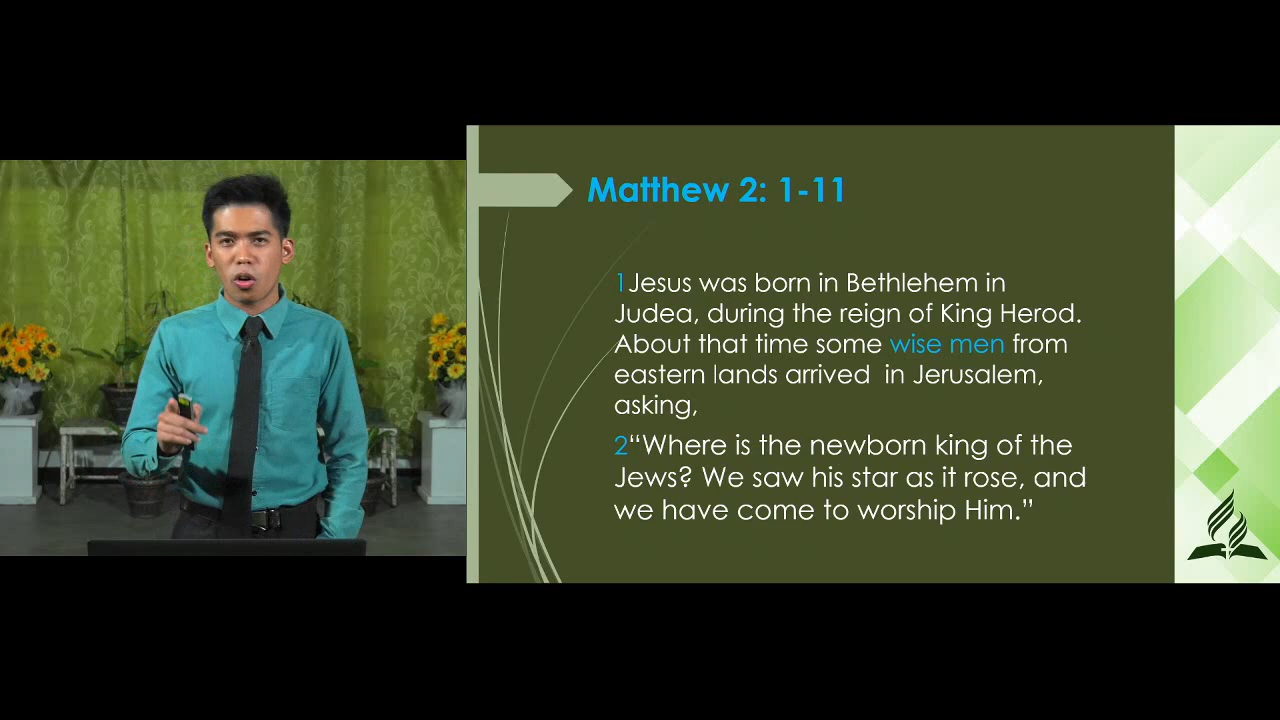 Matthew 2: 1-11
1Jesus was born in Bethlehem in
Judea, during the reign of King Herod.
About that time some wise men from
eastern lands arrived  in Jerusalem,
asking,
2“Where is the newborn king of the
Jews? We saw his star as it rose, and
we have come to worship Him.”